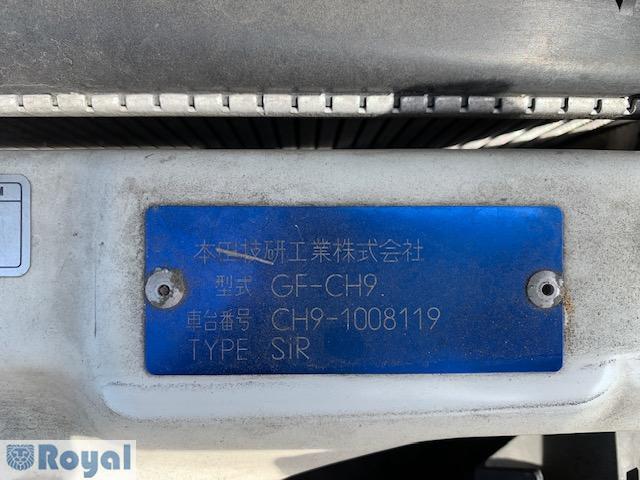 本田技研工業株式会社
型式 GF-CH9
車台番号 CH9-1008119
TYPE SiR
Royal